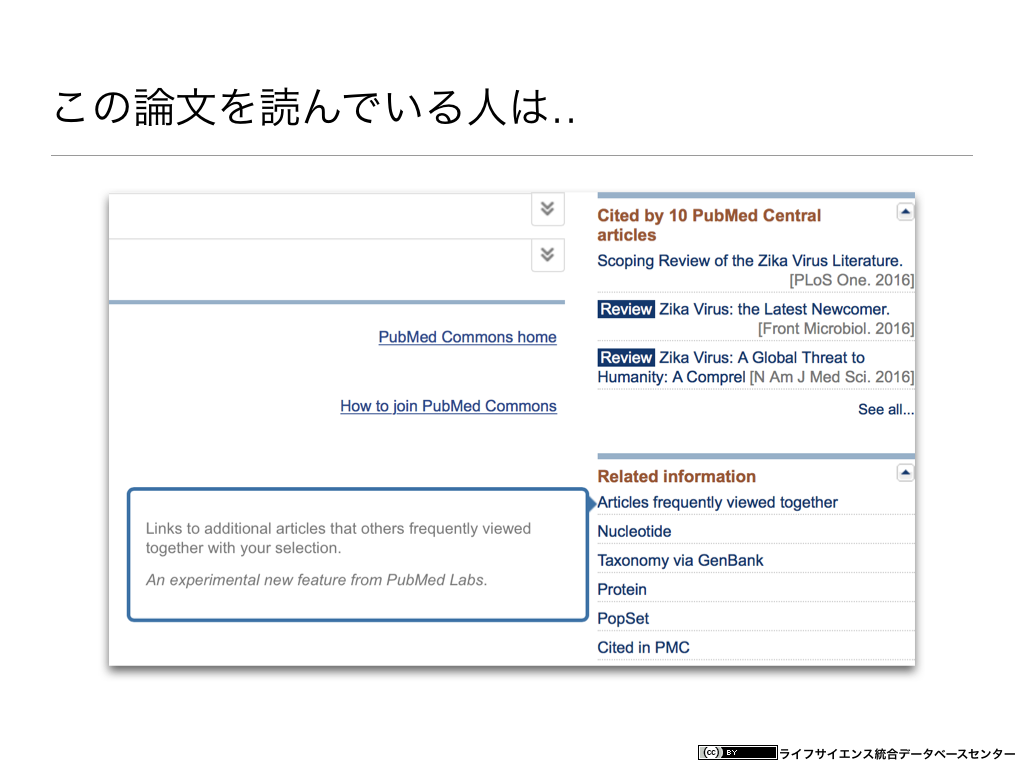 この論文を読んでいる人は..
PubMed Commons home
How to join PubMed Commons
Links to additional articles that others frequently viewed
together with your selection.
An experimental new feature from PubMed Labs.
Cited by 10 PubMed Central
articles
Scoping Review of the Zika Virus Literature.
[PLoS One. 2016]
Review Zika Virus: the Latest Newcomer.
[Front Microbiol. 2016]
Review Zika Virus: A Global Threat to
Humanity: A Comprel [N Am J Med Sci. 2016]
See all...
Related information
Articles frequently viewed together
Nucleotide
Taxonomy via GenBank
Protein
PopSet
Cited in PMC
(cc) BY ライフサイエンス統合データベースセンター